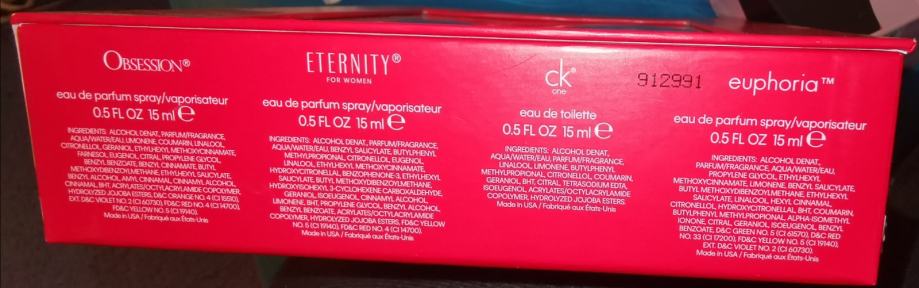 OBSESSION®
eau de parfum spray/vaporisateur
0.5 FL OZ 15 ml ℮
INGREDIENTS: ALCOHOL DENAT, PARFUM/FRAGRANCE,
AQUA/WATER/EAU, LIMONENE, COUMARIN, LINALOOL,
CITRONELLOL, GERANIOL, ETHYLHEXYL METHOXYCINNAMATE,
FARNESOL, EUGENOL, CITRAL, PROPYLENE GLYCOL,
BENZYL BENZOATE, BENZYL CINNAMATE, BUTYL
METHOXYDIBENZOYLMETHANE, ETHYLHEXYL SALICYLATE,
BENZYL ALCOHOL, AMYL CINNAMAL, CINNAMYL ALCOHOL,
CINNAMAL, BHT, ACRYLATES/OCTYLACRYLAMIDE COPOLYMER,
HYDROLYZED JOJOBA ESTERS, D&C ORANGE NO. 4 (CI 15510),
EXT. D&C VIOLET NO. 2 (CI 60730), FD&C RED NO. 4 (CI 14700),
FD&C YELLOW NO. 5 (CI 19140).
Made in USA / Fabriqué aux États-Unis
ETERNITY®
FOR WOMEN
eau de parfum spray/vaporisateur
0.5 FL OZ 15 ml ℮
INGREDIENTS: ALCOHOL DENAT., PARFUM/FRAGRANCE,
AQUA/WATER/EAU, BENZYL SALICYLATE, BUTYLPHENYL
METHYLPROPIONAL, CITRONELLOL, EUGENOL,
LINALOOL, ETHYLHEXYL METHOXYCINNAMATE,
HYDROXYCITRONELLAL, BENZOPHENONE-3, ETHYLHEXYL
SALICYLATE, BUTYL METHOXYDIBENZOYLMETHANE,
HYDROXYISOHEXYL 3-CYCLOHEXENE CARBOXALDEHYDE,
GERANIOL, ISOEUGENOL, CINNAMYL ALCOHOL,
LIMONENE, BHT, PROPYLENE GLYCOL, BENZYL ALCOHOL,
BENZYL BENZOATE, ACRYLATES/OCTYLACRYLAMIDE
COPOLYMER, HYDROLYZED JOJOBA ESTERS, FD&C YELLOW
NO. 5 (CI 19140), FD&C RED NO. 4 (CI 14700).
Made in USA / Fabriqué aux États-Unis
ck
one
eau de toilette
0.5 FL OZ 15 ml ℮
INGREDIENTS: ALCOHOL DENAT.,
AQUA/WATER/EAU, PARFUM/FRAGRANCE,
LINALOOL, LIMONENE, BUTYLPHENYL
METHYLPROPIONAL, CITRONELLOL, COUMARIN,
GERANIOL, BHT, CITRAL, TETRASODIUM EDTA,
ISOEUGENOL, ACRYLATES/OCTYLACRYLAMIDE
COPOLYMER, HYDROLYZED JOJOBA ESTERS.
Made in USA / Fabriqué aux États-Unis
912991
euphoria™
eau de parfum spray/vaporisateur
0.5 FL OZ 15 ml ℮
INGREDIENTS: ALCOHOL DENAT.,
PARFUM/FRAGRANCE, AQUA/WATER/EAU,
PROPYLENE GLYCOL, ETHYLHEXYL
METHOXYCINNAMATE, LIMONENE, BENZYL SALICYLATE,
BUTYL METHOXYDIBENZOYLMETHANE, ETHYLHEXYL
SALICYLATE, LINALOOL, HEXYL CINNAMAL,
CITRONELLOL, HYDROXYCITRONELLAL, BHT, COUMARIN,
BUTYLPHENYL METHYLPROPIONAL, ALPHA-ISOMETHYL
IONONE, CITRAL, GERANIOL, ISOEUGENOL, BENZYL
BENZOATE, D&C GREEN NO. 5 (CI 61570), D&C RED
NO. 33 (CI 17200), FD&C YELLOW NO. 5 (CI 19140),
EXT. D&C VIOLET NO. 2 (CI 60730).
Made in USA / Fabriqué aux États-Unis